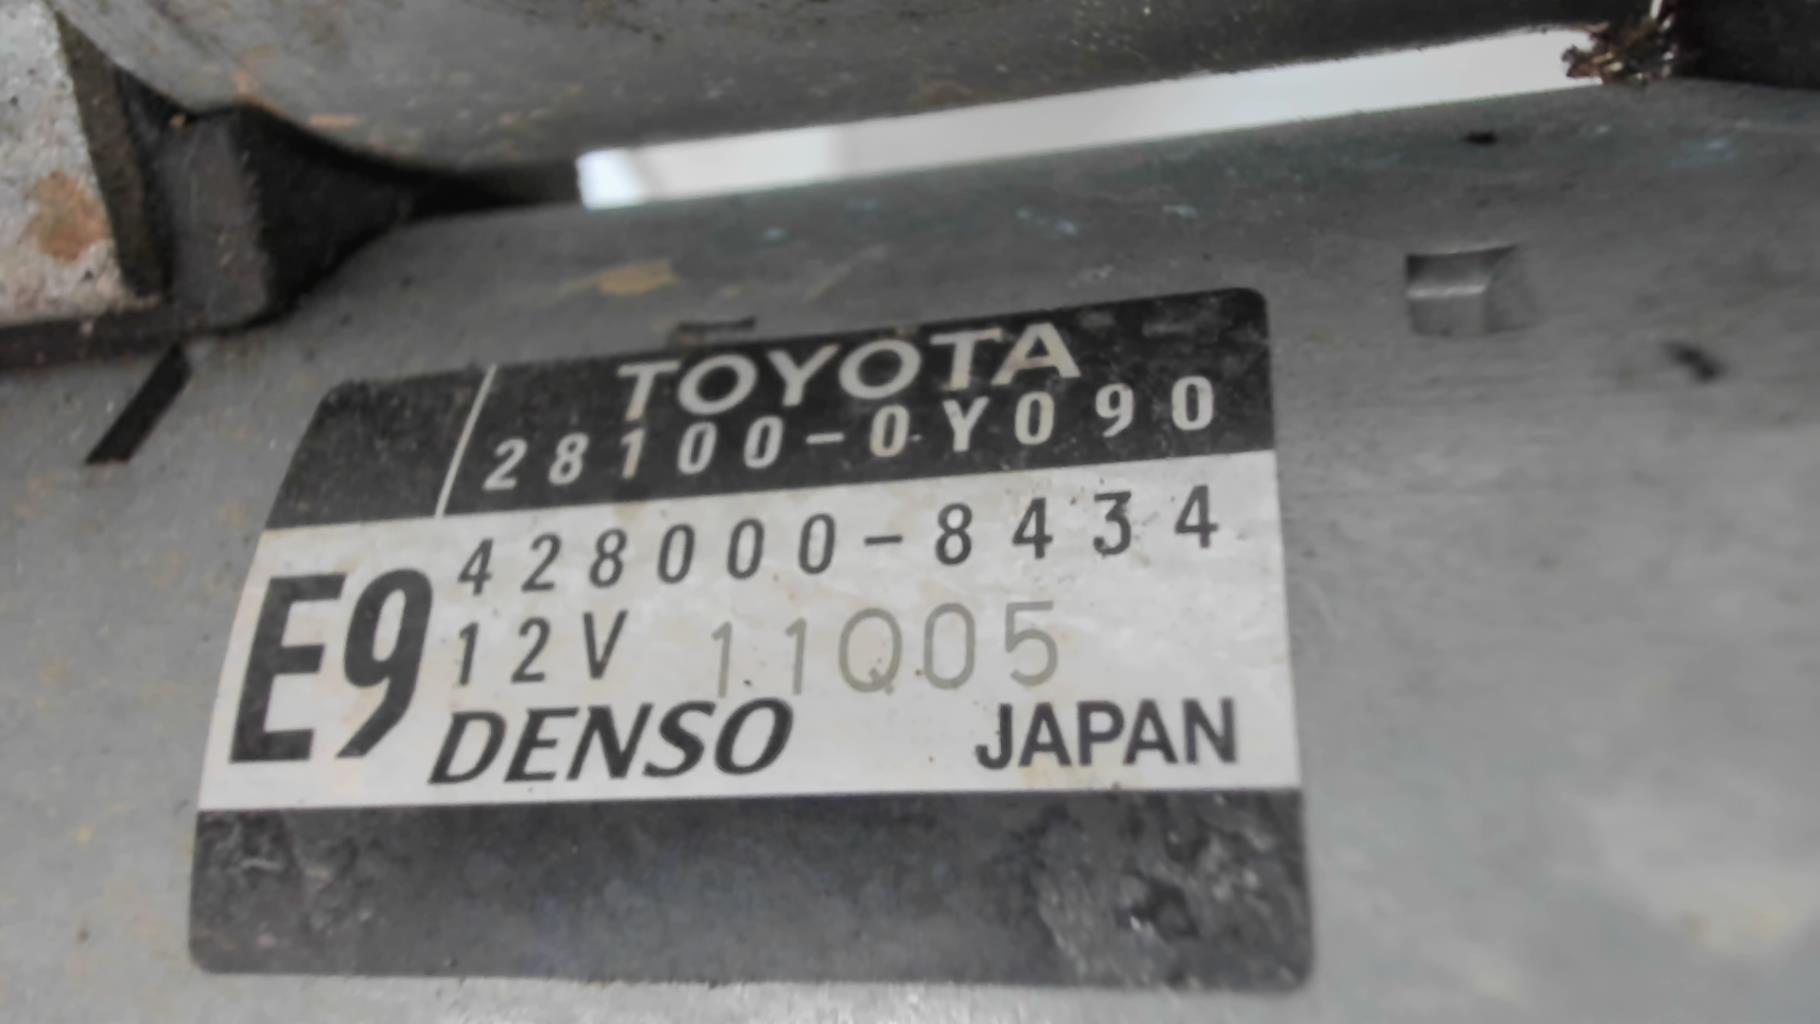 TOYOTA
28100-0Y090
428000-8434
E9
12V 11Q05
DENSO JAPAN